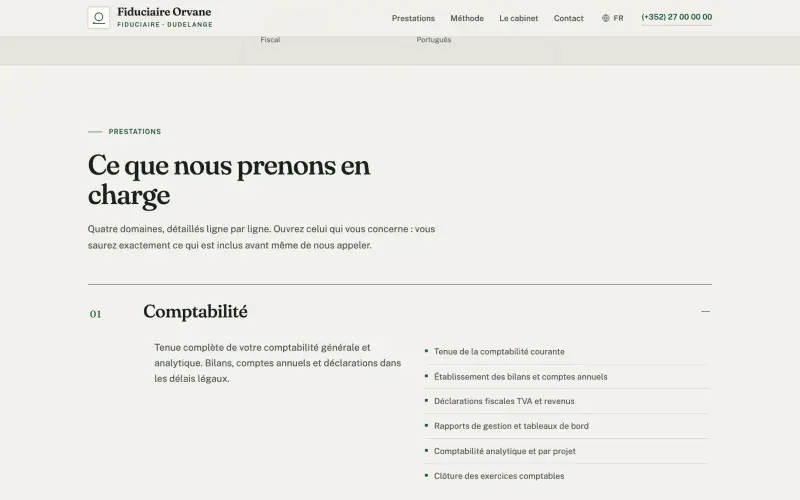 Fiduciaire Orvane
FIDUCIAIRE · DUDELANGE
Prestations Méthode Le cabinet Contact FR (+352) 27 00 00 00
Fiscal Português
PRESTATIONS
Ce que nous prenons en
charge
Quatre domaines, détaillés ligne par ligne. Ouvrez celui qui vous concerne : vous
saurez exactement ce qui est inclus avant même de nous appeler.
01 Comptabilité
Tenue complète de votre comptabilité générale et
analytique. Bilans, comptes annuels et déclarations dans
les délais légaux.
Tenue de la comptabilité courante
Établissement des bilans et comptes annuels
Déclarations fiscales TVA et revenus
Rapports de gestion et tableaux de bord
Comptabilité analytique et par projet
Clôture des exercices comptables